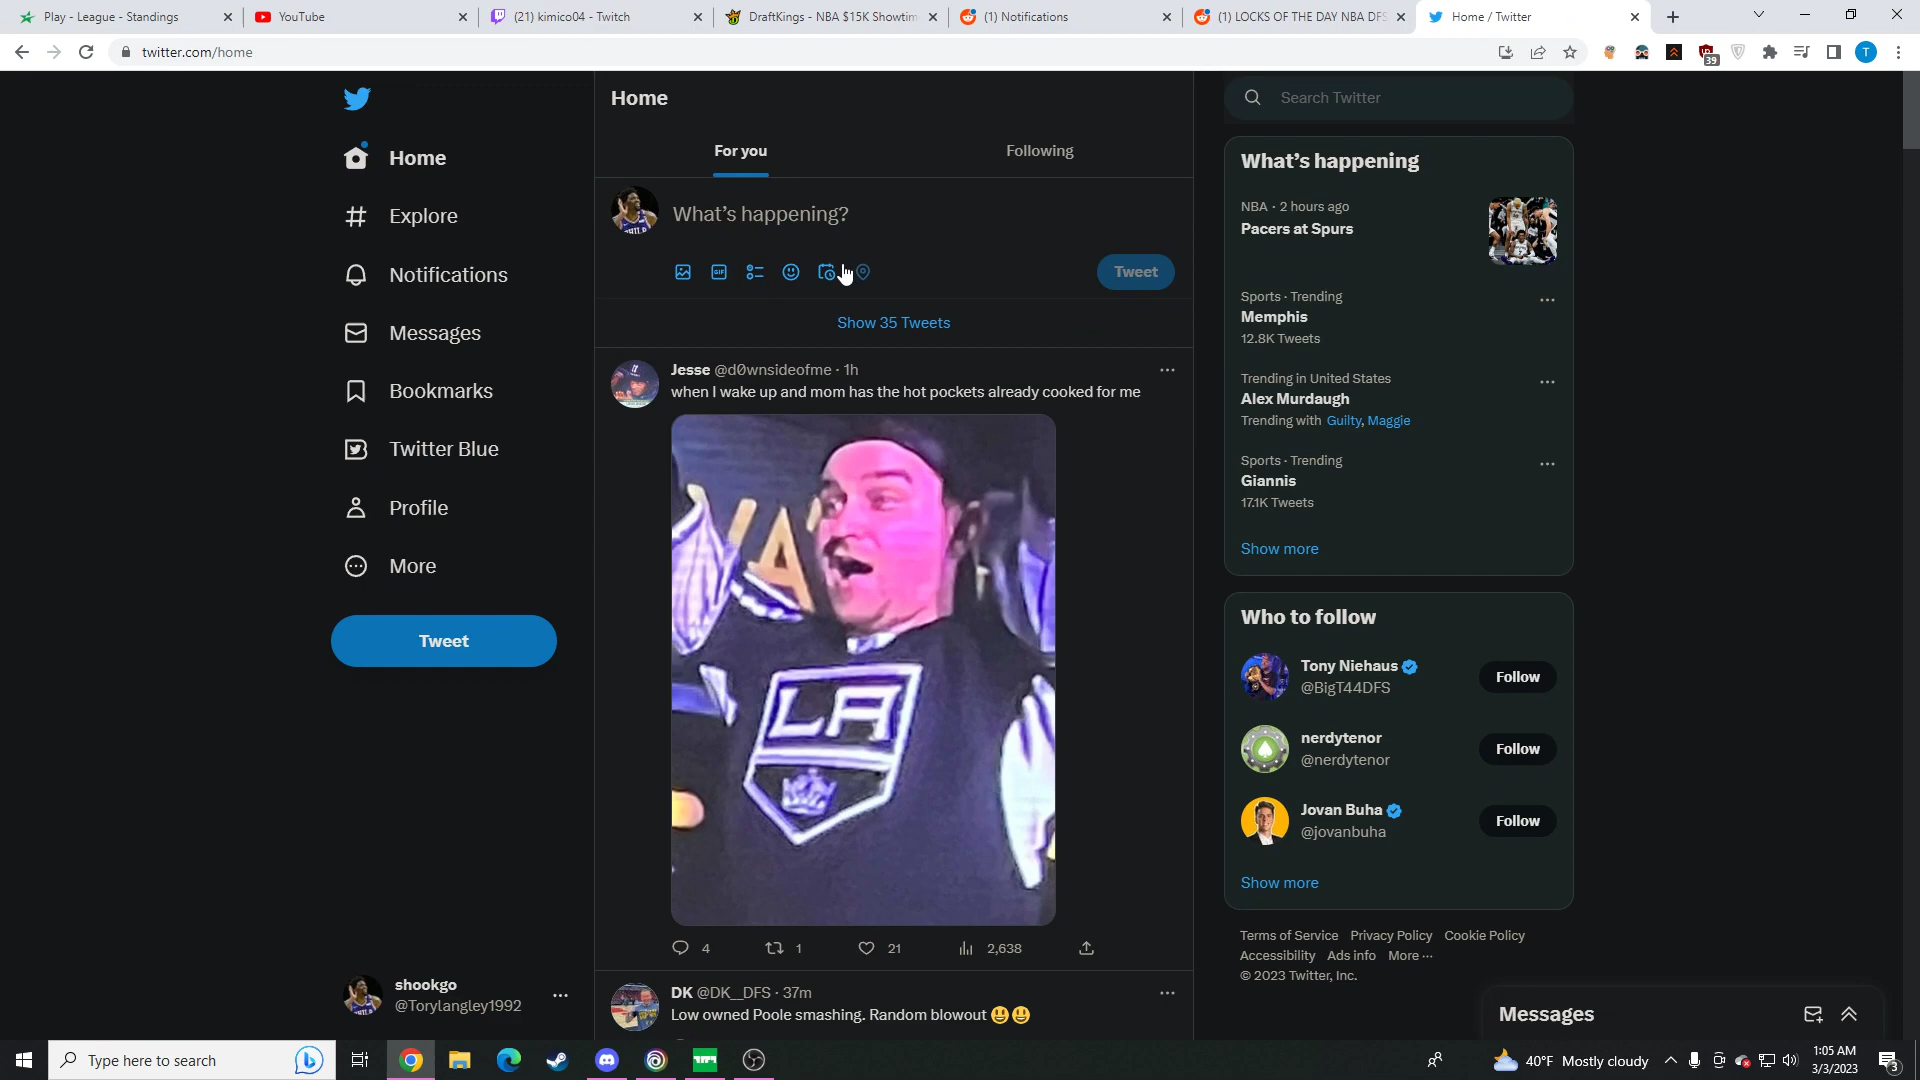 Play - League - Standings
YouTube
(21) kimico04 - Twitch
DraftKings - NBA $15K Showtim
(1) Notifications
(1) LOCKS OF THE DAY NBA DFS
Home / Twitter
twitter.com/home
39
T
Home
Explore
Notifications
Messages
Bookmarks
Twitter Blue
Profile
More
Tweet
shookgo
@Torylangley1992
Home
For you
Following
What's happening?
GIF
Tweet
Show 35 Tweets
Jesse @d0wnsideofme · 1h
when I wake up and mom has the hot pockets already cooked for me
LA
4
1
21
2,638
DK @DK__DFS · 37m
Low owned Poole smashing. Random blowout 😃😃
Search Twitter
What's happening
NBA · 2 hours ago
Pacers at Spurs
Sports · Trending
Memphis
12.8K Tweets
Trending in United States
Alex Murdaugh
Trending with Guilty, Maggie
Sports · Trending
Giannis
17.1K Tweets
Show more
Who to follow
Tony Niehaus
@BigT44DFS
Follow
nerdytenor
@nerdytenor
Follow
Jovan Buha
@jovanbuha
Follow
Show more
Terms of Service Privacy Policy Cookie Policy
Accessibility Ads info More ···
© 2023 Twitter, Inc.
Messages
Type here to search
40°F Mostly cloudy
1:05 AM
3/3/2023
3